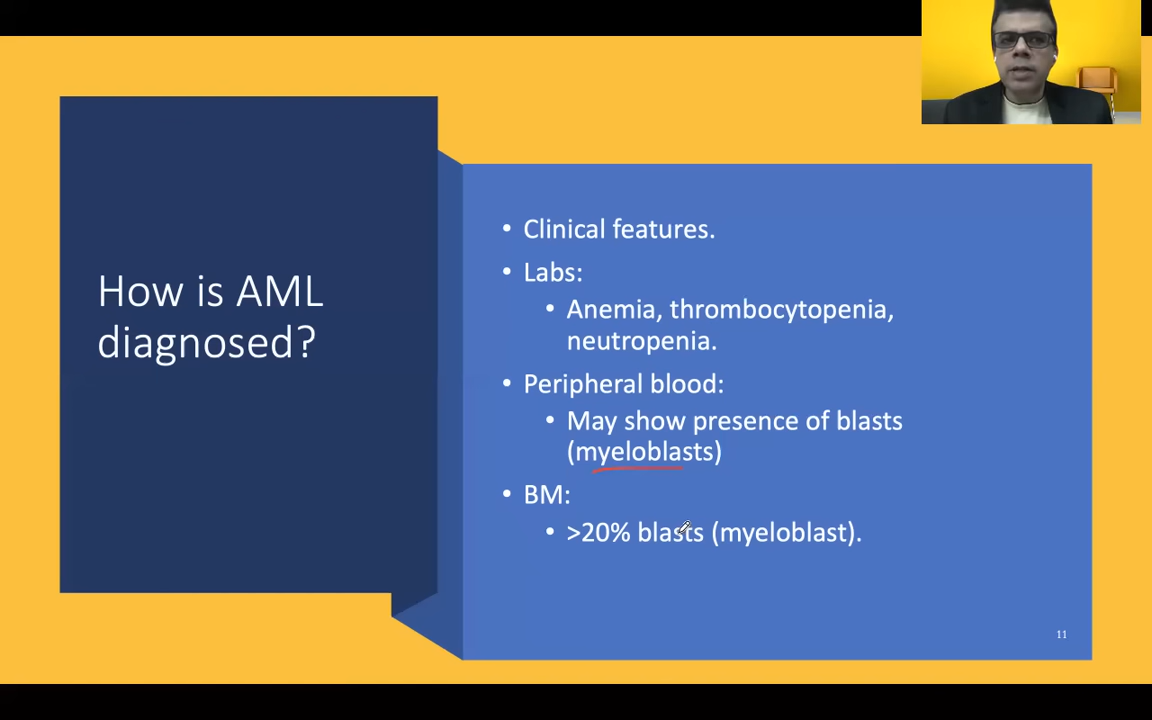 How is AML
diagnosed?
• Clinical features.
• Labs:
• Anemia, thrombocytopenia,
neutropenia.
• Peripheral blood:
• May show presence of blasts
(myeloblasts)
• BM:
• >20% blasts (myeloblast).
11